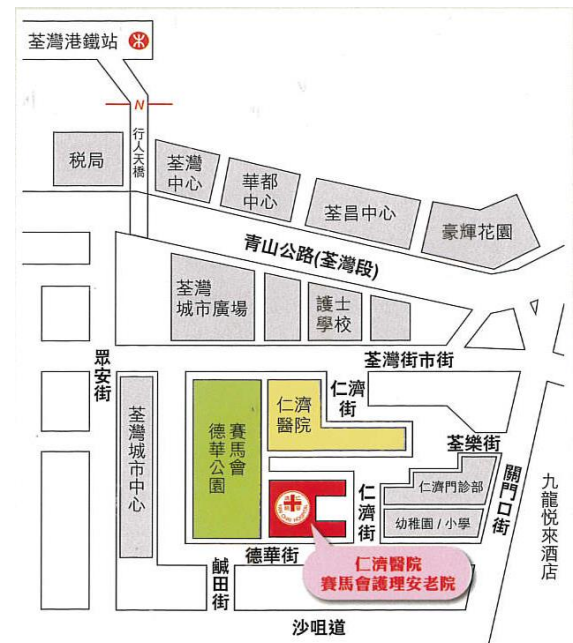 荃灣港鐵站
N
行人天橋
稅局
荃灣
中心
華都
中心
荃昌中心
豪輝花園
青山公路(荃灣段)
荃灣
城市廣場
護士
學校
荃灣街市街
眾安街
荃灣城市中心
賽馬會
德華公園
仁濟
醫院
仁濟街
荃樂街
關門口街
仁濟門診部
幼稚園/小學
仁濟街
九龍悅來酒店
德華街
鹹田街
仁濟醫院
賽馬會護理安老院
沙咀道